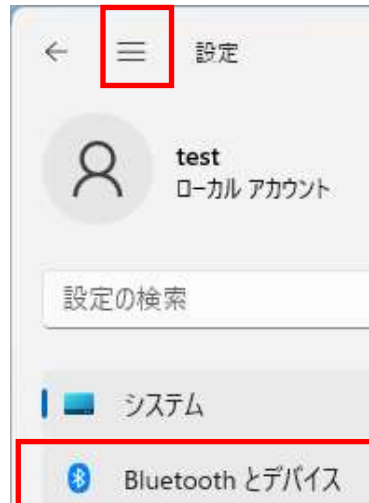 設定
test
ローカル アカウント
設定の検索
システム
Bluetooth とデバイス